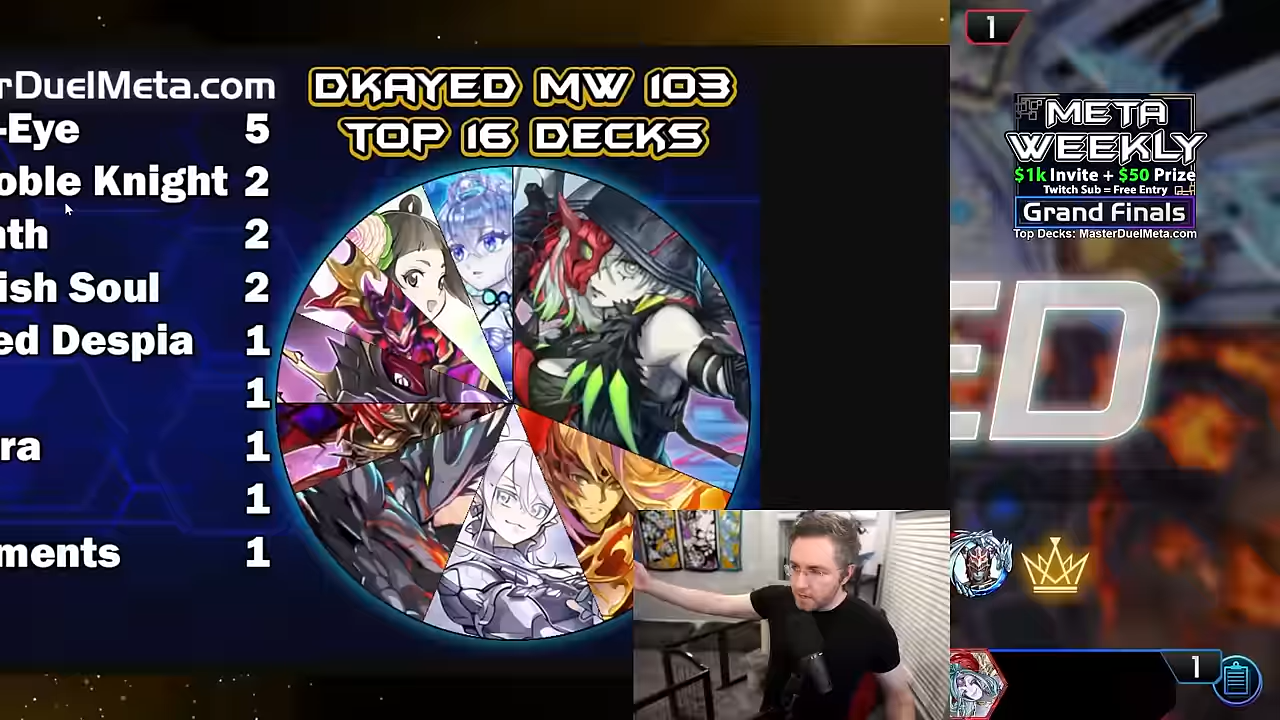 rDuelMeta.com
-Eye 5
oble Knight 2
ath 2
ish Soul 2
ed Despia 1
1
ra 1
1
ments 1
DKAYED MW 103
TOP 16 DECKS
1
META
WEEKLY
$1k Invite + $50 Prize
Twitch Sub = Free Entry
Grand Finals
Top Decks: MasterDuelMeta.com
ED
1